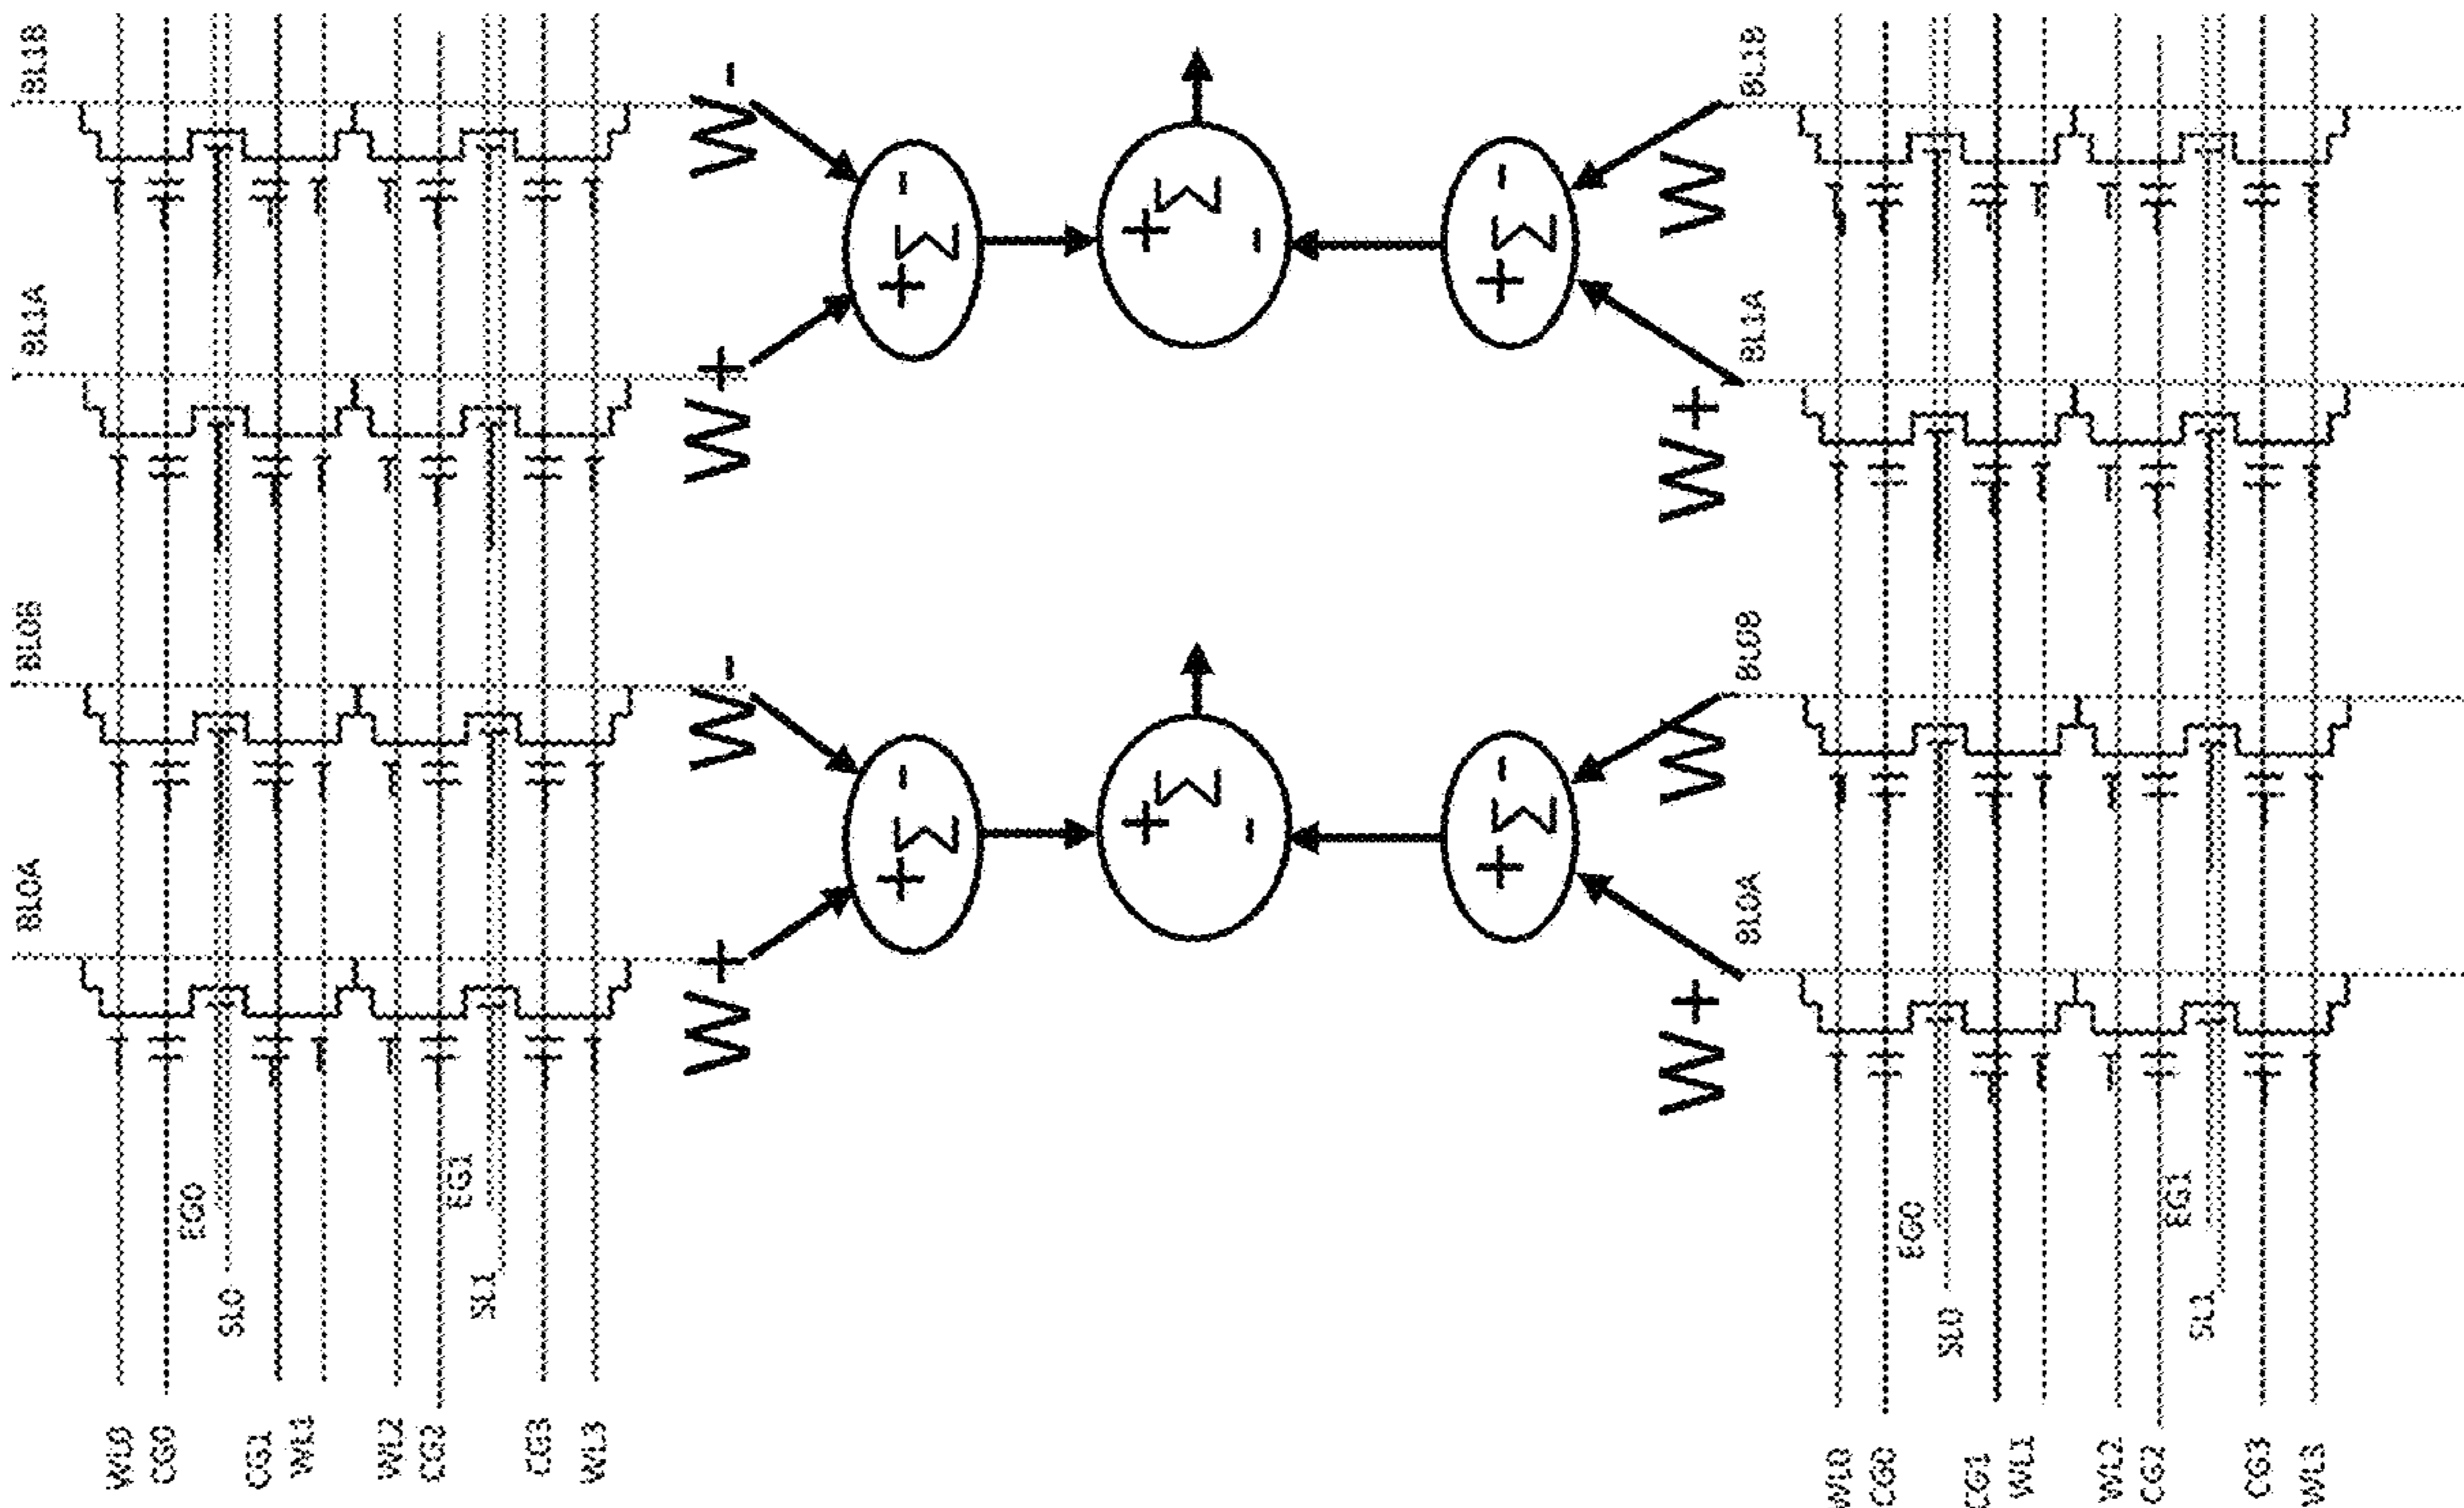 BL0A BL0B BL1A BL1B
WL0
CG0
EG0
SL0
CG1
WL1
WL2
CG2
EG1
SL1
CG3
WL3
W+ W- W+ W-
+ - + -
Σ Σ
+ +
Σ Σ
- -
+ - + -
Σ Σ
W+ W W+ W
BL0A BL0B BL1A BL1B
WL0
CG0
EG0
SL0
CG1
WL1
WL2
CG2
EG1
SL1
CG3
WL3